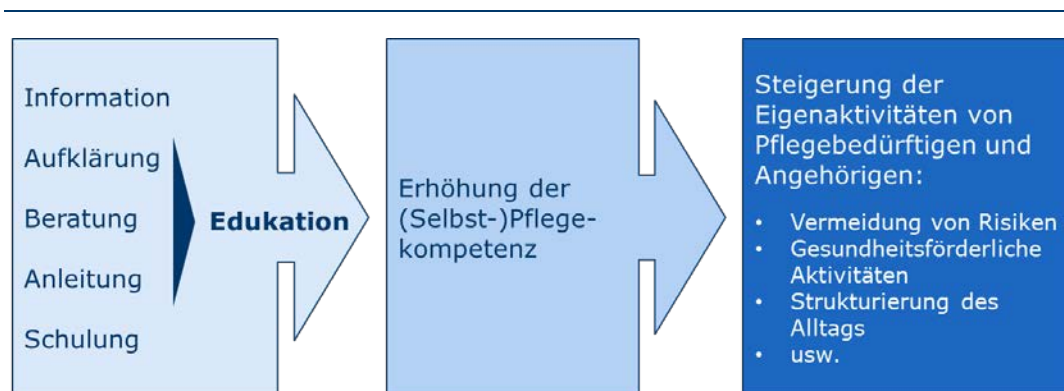 Information
Aufklärung
Beratung
Anleitung
Schulung
Edukation
Erhöhung der
(Selbst-)Pflege-
kompetenz
Steigerung der
Eigenaktivitäten von
Pflegebedürftigen und
Angehörigen:
• Vermeidung von Risiken
• Gesundheitsförderliche
Aktivitäten
• Strukturierung des
Alltags
• usw.